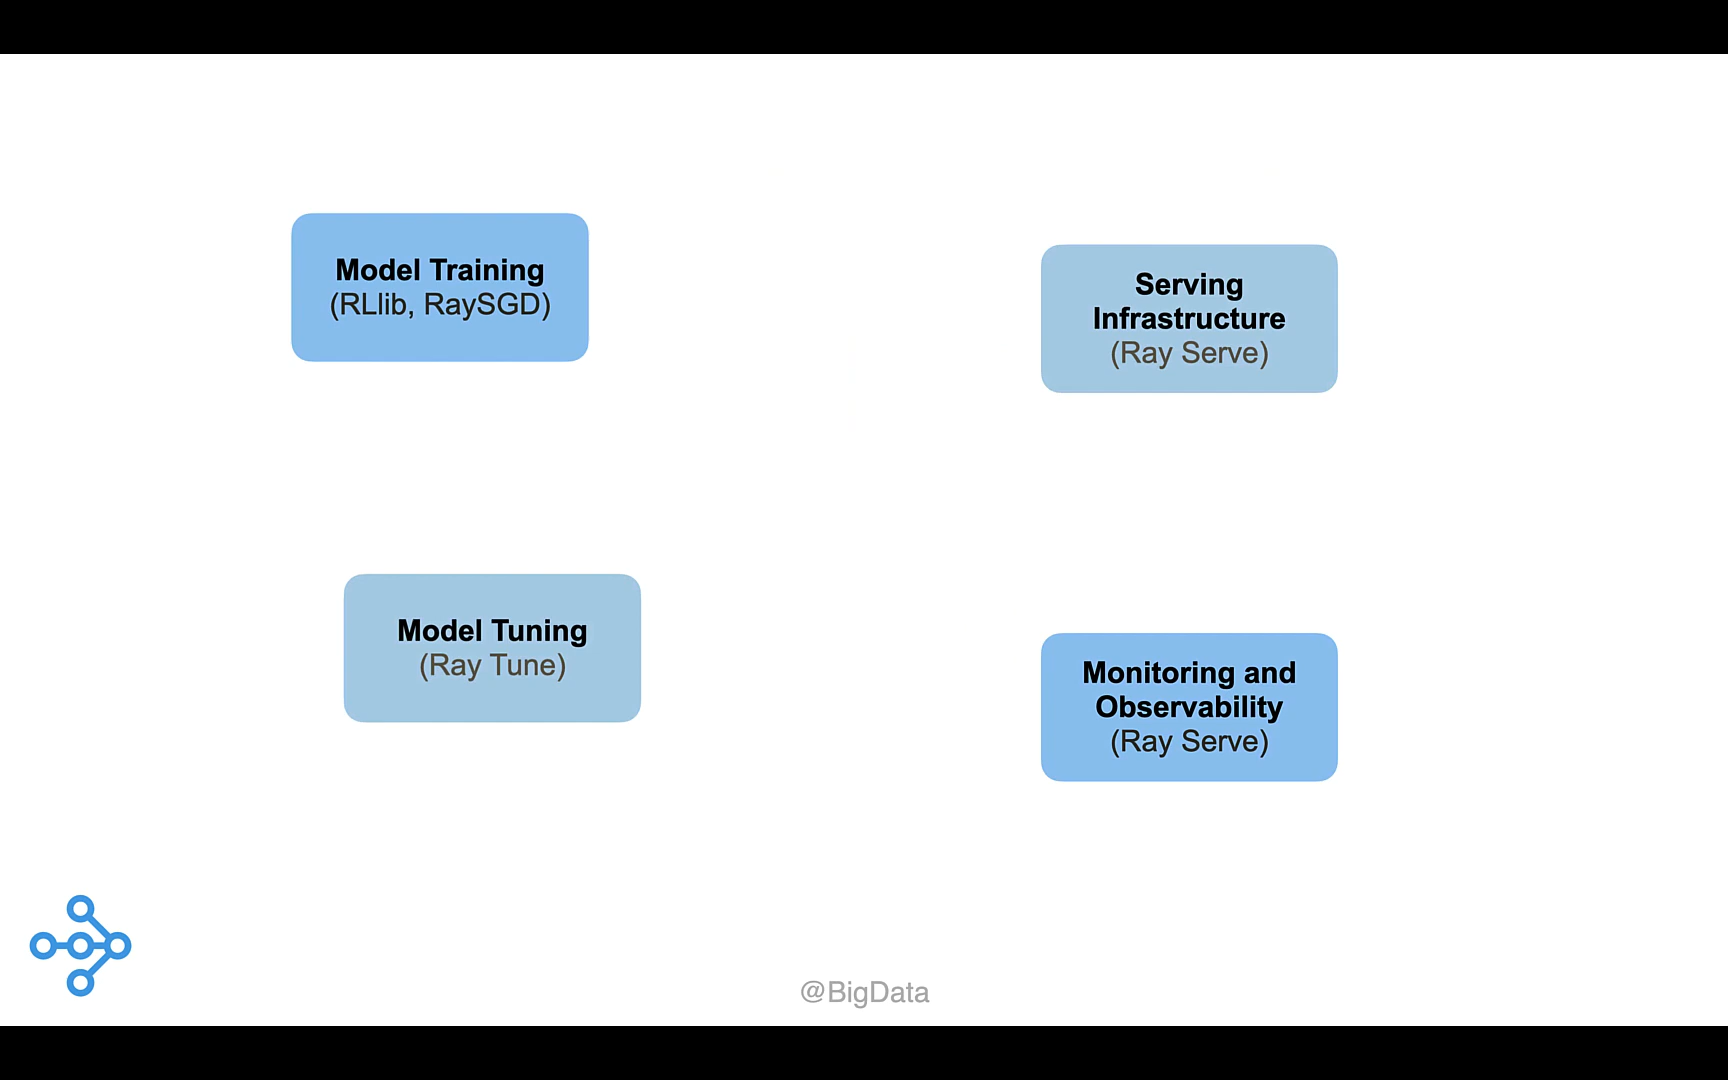 Model Training
(RLlib, RaySGD)
Serving
Infrastructure
(Ray Serve)
Model Tuning
(Ray Tune)
Monitoring and
Observability
(Ray Serve)
@BigData